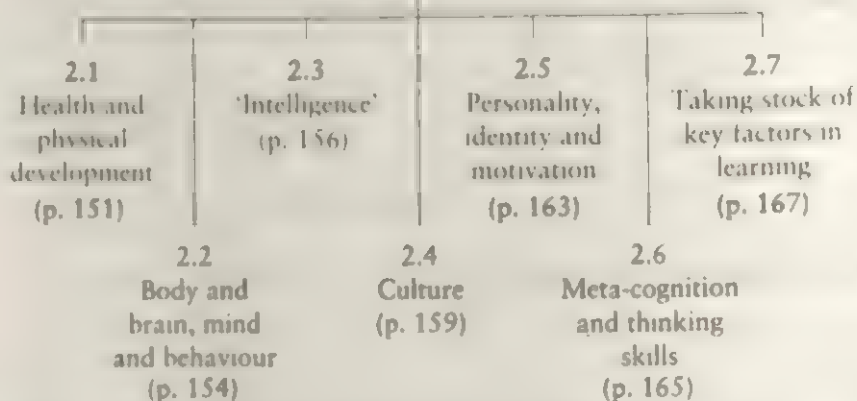 2.1
Health and
physical
development
(p. 151)
2.3
'Intelligence'
(p. 156)
2.5
Personality,
identity and
motivation
(p. 163)
2.7
Taking stock of
key factors in
learning
(p. 167)
2.2
Body and
brain, mind
and behaviour
(p. 154)
2.4
Culture
(p. 159)
2.6
Meta-cognition
and thinking
skills
(p. 165)